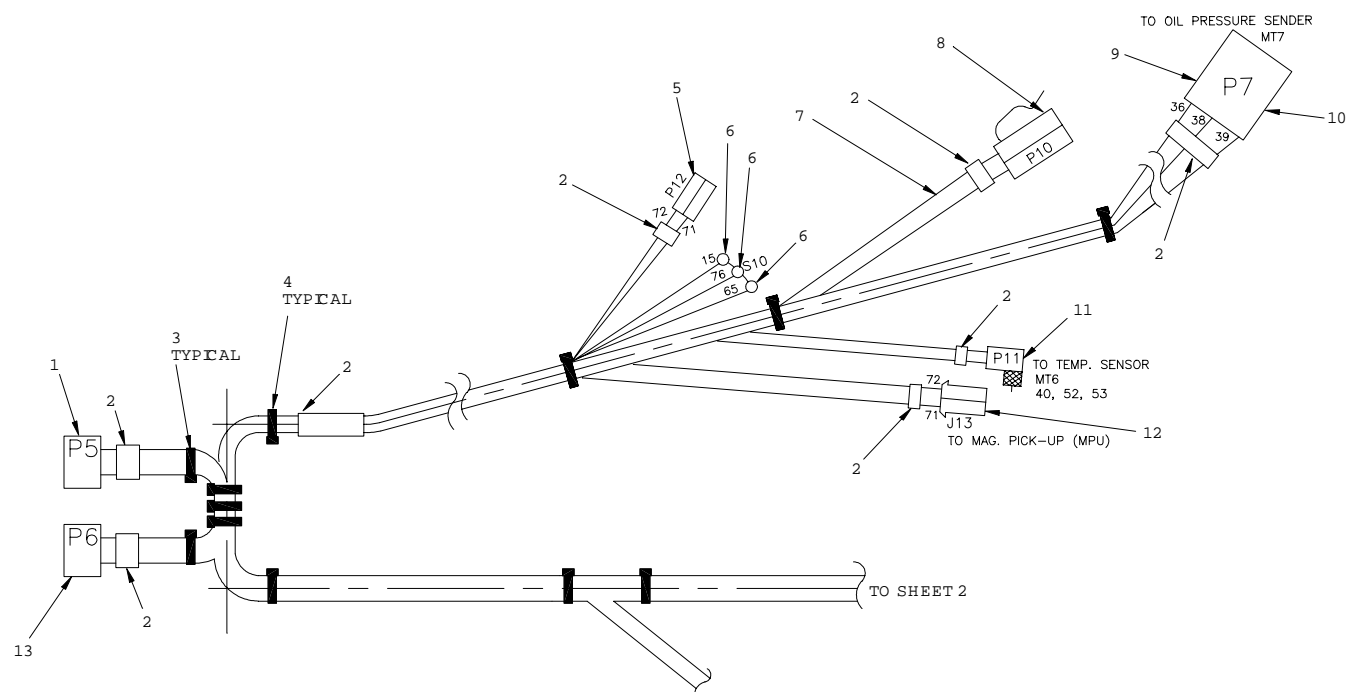 TO OIL PRESSURE SENDER
MT7
8
9
P7
5
2
7
36
38
39
10
6
6
P10
P12
2
72
71
6
15
S10
76
65
2
4
TYPICAL
2
11
3
TYPICAL
P11
TO TEMP. SENSOR
MT6
40, 52, 53
1
2
72
71
J13
12
2
TO MAG. PICK-UP (MPU)
2
P5
P6
TO SHEET 2
2
13